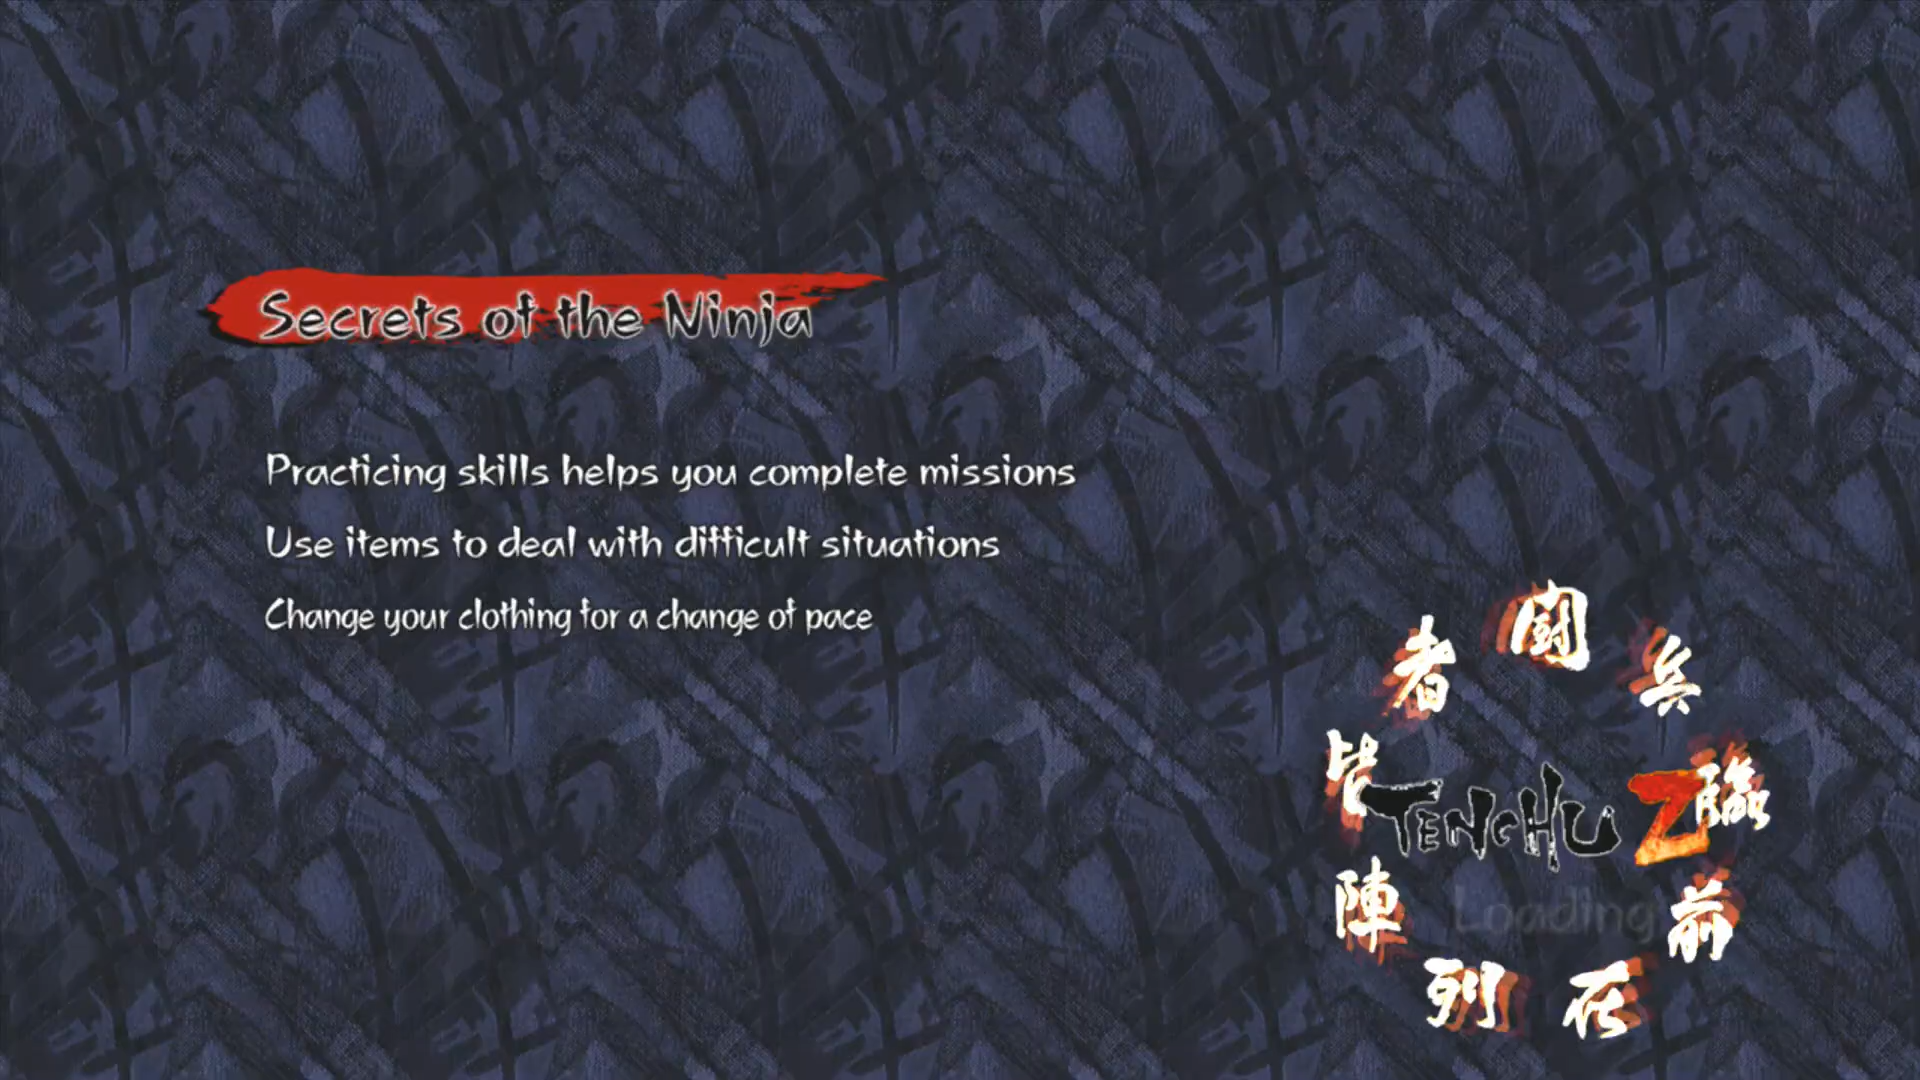 Secrets of the Ninja
Practicing skills helps you complete missions
Use items to deal with difficult situations
Change your clothing for a change of pace
闘
者
兵
皆
TENCHU Z
臨
陣
Loading
前
列
在